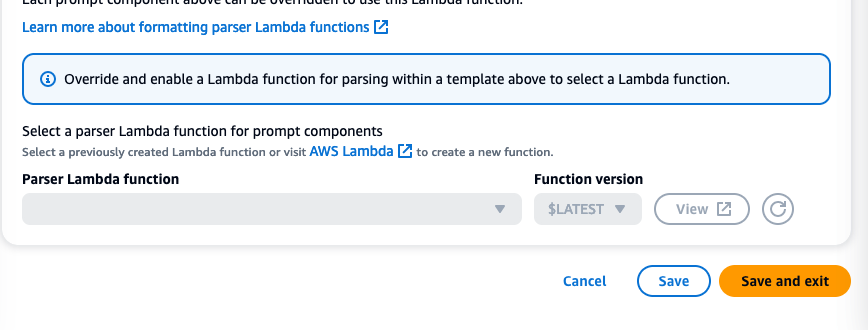 Each prompt component above can be overridden to use this Lambda function.
Learn more about formatting parser Lambda functions
Override and enable a Lambda function for parsing within a template above to select a Lambda function.
Select a parser Lambda function for prompt components
Select a previously created Lambda function or visit AWS Lambda to create a new function.
Parser Lambda function Function version
$LATEST View
Cancel Save Save and exit